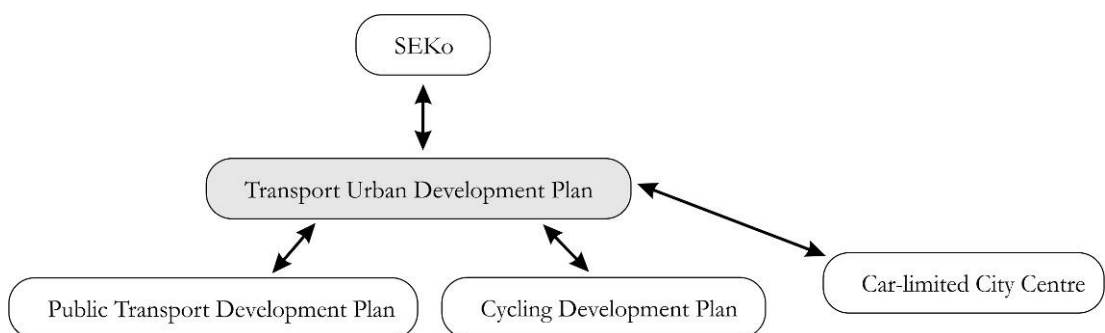 SEKo
Transport Urban Development Plan
Public Transport Development Plan
Cycling Development Plan
Car-limited City Centre